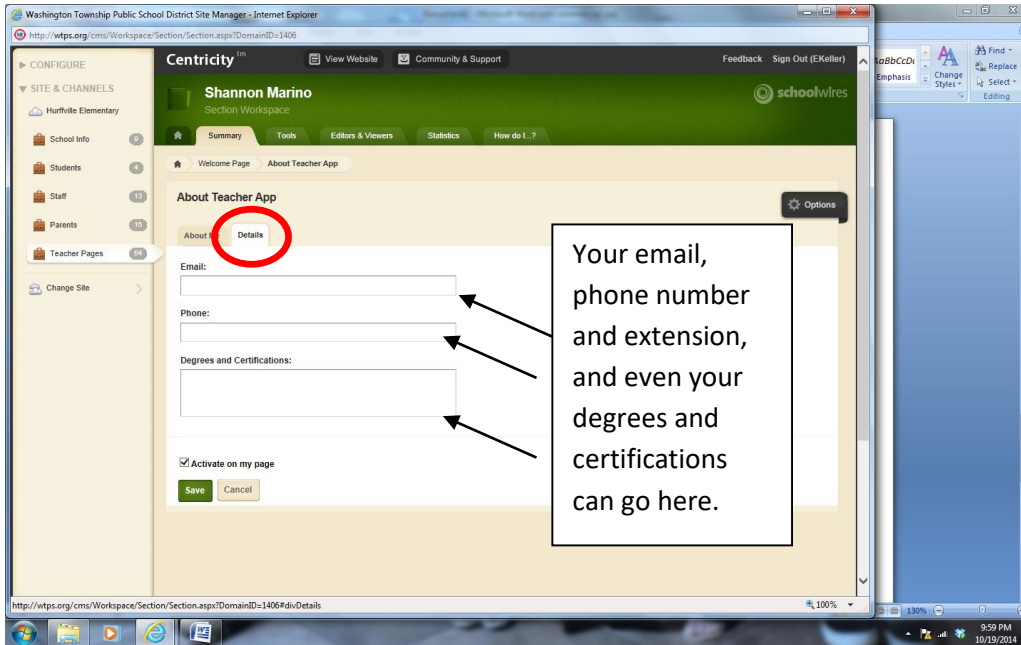 Washington Township Public School District Site Manager - Internet Explorer
http://wtps.org/cms/Workspace/Section/Section.aspx?DomainID=1406
CONFIGURE
SITE & CHANNELS
Hurffville Elementary
School Info 9
Students 4
Staff 13
Parents 15
Teacher Pages 54
Change Site
Centricity tm
View Website
Community & Support
Feedback Sign Out (EKeller)
Shannon Marino
Section Workspace
schoolwires
Summary Tools Editors & Viewers Statistics How do I...?
Welcome Page About Teacher App
About Teacher App
Options
About Details
Email:
Phone:
Degrees and Certifications:
Activate on my page
Save Cancel
Your email,
phone number
and extension,
and even your
degrees and
certifications
can go here.
AaBbCcDc
Emphasis
Change
Styles
Find
Replace
Select
Editing
http://wtps.org/cms/Workspace/Section/Section.aspx?DomainID=1406#divDetails
100%
130%
9:59 PM
10/19/2014